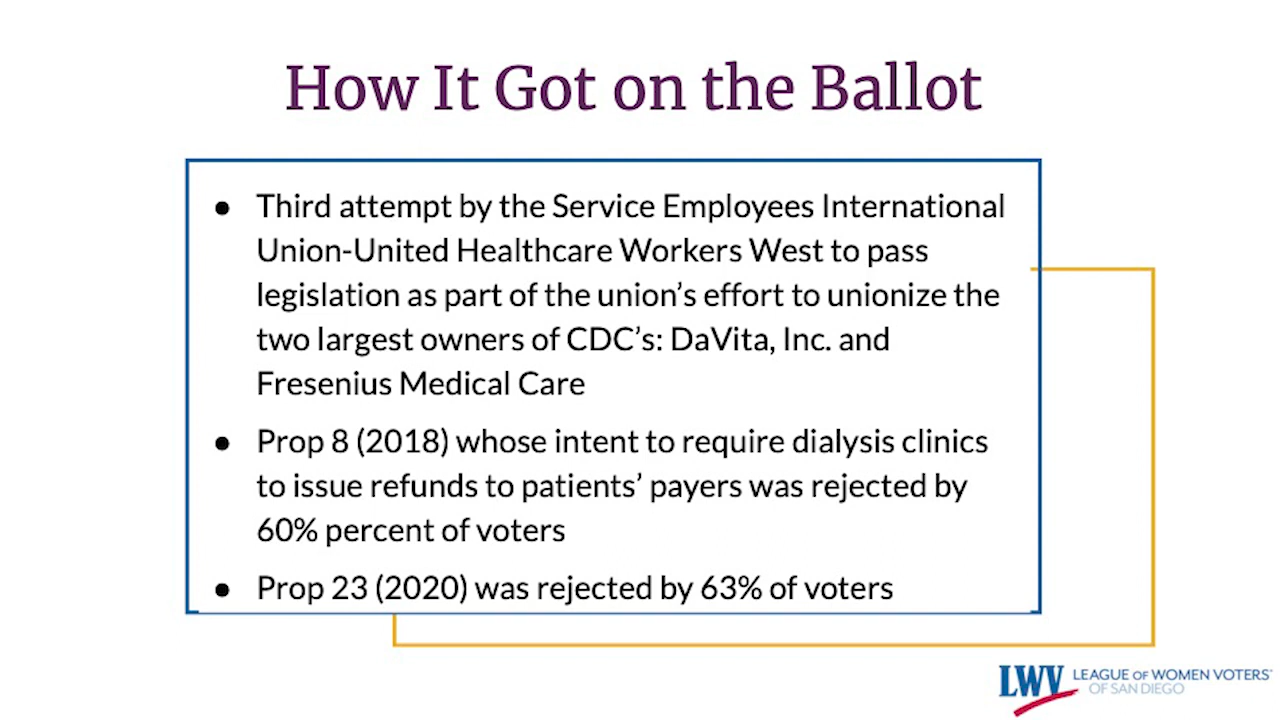 How It Got on the Ballot
● Third attempt by the Service Employees International
Union-United Healthcare Workers West to pass
legislation as part of the union’s effort to unionize the
two largest owners of CDC’s: DaVita, Inc. and
Fresenius Medical Care
● Prop 8 (2018) whose intent to require dialysis clinics
to issue refunds to patients’ payers was rejected by
60% percent of voters
● Prop 23 (2020) was rejected by 63% of voters
LWV LEAGUE OF WOMEN VOTERS®
OF SAN DIEGO